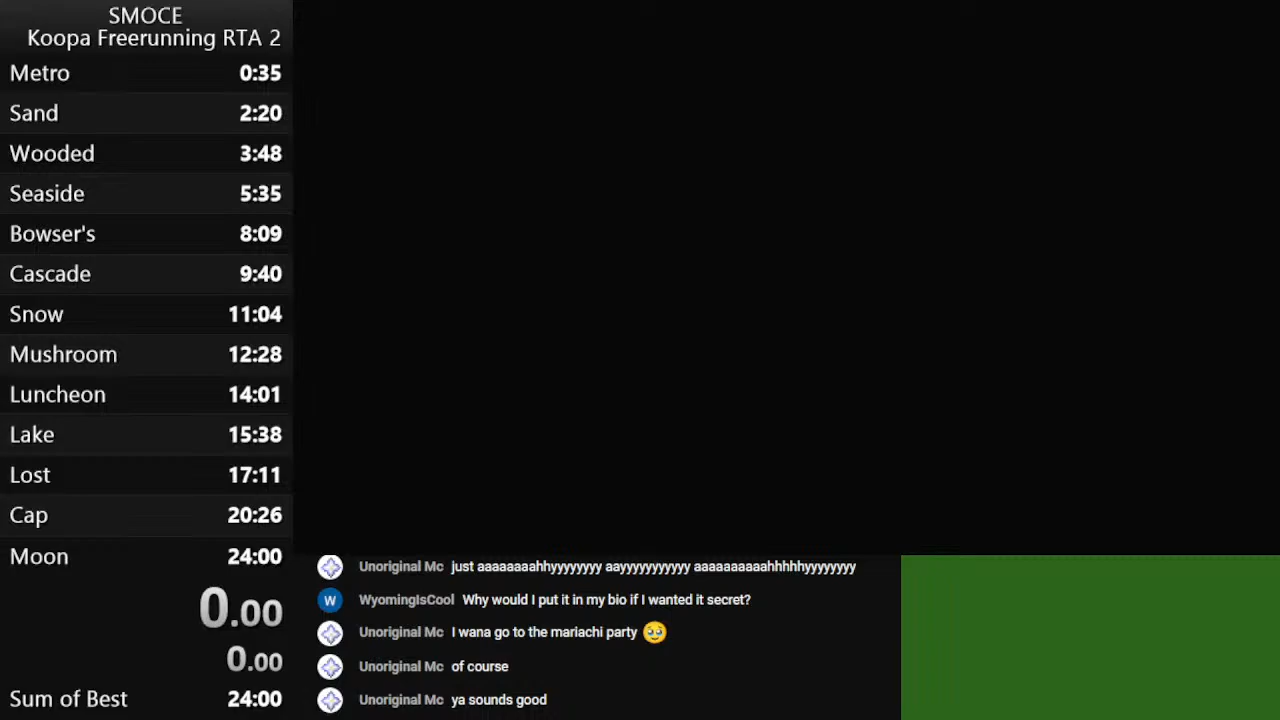 SMOCE
Koopa Freerunning RTA 2
Metro 0:35
Sand 2:20
Wooded 3:48
Seaside 5:35
Bowser's 8:09
Cascade 9:40
Snow 11:04
Mushroom 12:28
Luncheon 14:01
Lake 15:38
Lost 17:11
Cap 20:26
Moon 24:00
0.00
0.00
Sum of Best 24:00
Unoriginal Mc just aaaaaaaahhyyyyyyyy aayyyyyyyyyyy aaaaaaaaaahhhhhyyyyyyyy
W WyomingIsCool Why would I put it in my bio if I wanted it secret?
Unoriginal Mc I wana go to the mariachi party 🥹
Unoriginal Mc of course
Unoriginal Mc ya sounds good